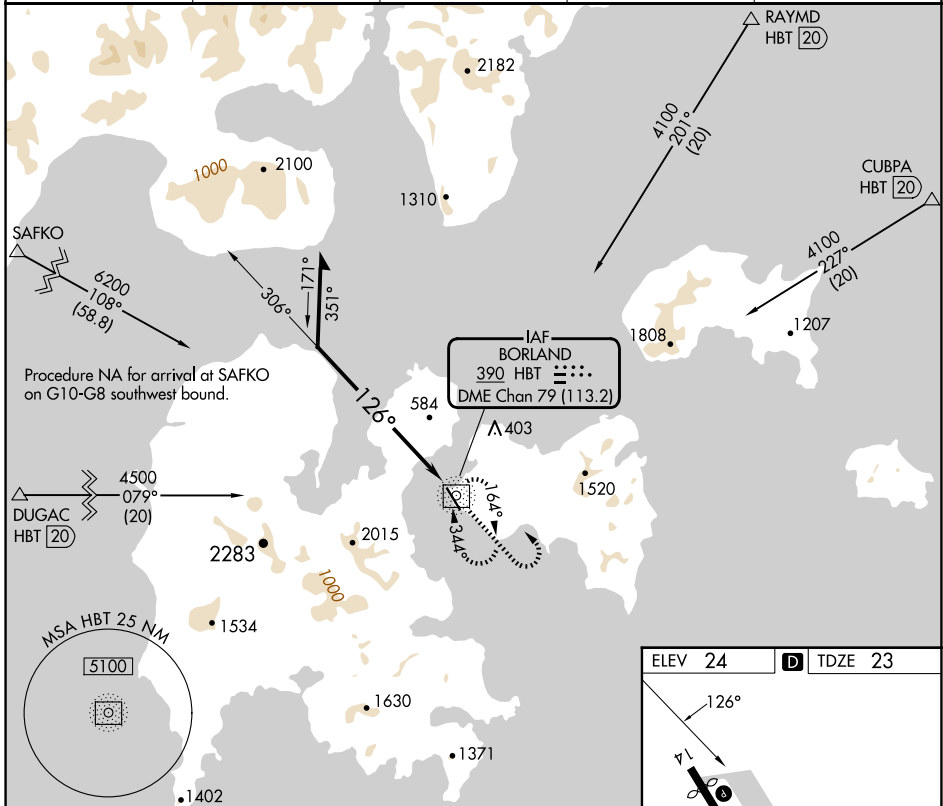 RAYMD
HBT 20
2182
4100
201°
(20)
1000
2100
CUBPA
HBT 20
1310
4100
227°
(20)
SAFKO
6200
108°
(58.8)
306°
171°
351°
1808
1207
IAF
BORLAND
390 HBT
DME Chan 79 (113.2)
Procedure NA for arrival at SAFKO
on G10-G8 southwest bound.
126°
584
403
1520
4500
079°
(20)
DUGAC
HBT 20
164°
344°
2283
2015
1000
1534
MSA HBT 25 NM
5100
1630
1371
1402
ELEV 24 D TDZE 23
126°
14
P